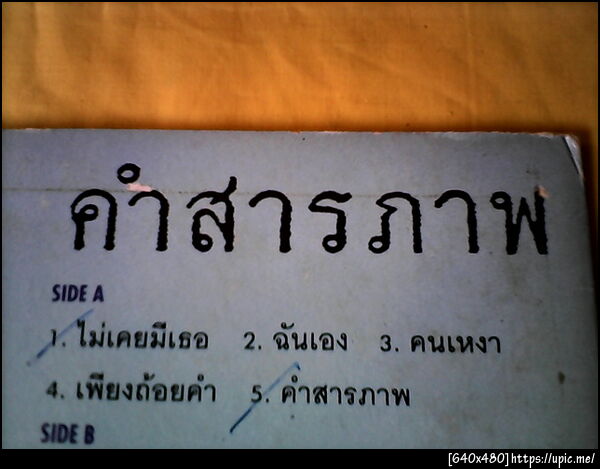 คำสารภาพ
SIDE A
1. ไม่เคยมีเธอ 2. ฉันเอง 3. คนเหงา
4. เพียงถ้อยคำ 5. คำสารภาพ
SIDE B
[640x480]https://upic.me/